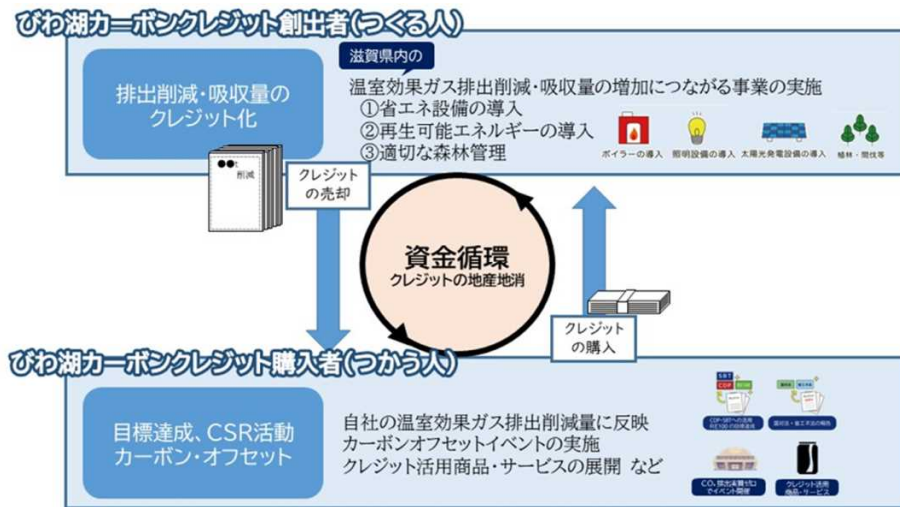 びわ湖カーボンクレジット創出者(つくる人)
排出削減・吸収量の
クレジット化
滋賀県内の
温室効果ガス排出削減・吸収量の増加につながる事業の実施
①省エネ設備の導入
②再生可能エネルギーの導入
③適切な森林管理
ボイラーの導入
照明設備の導入
太陽光発電設備の導入
植林・間伐等
削減
クレジット
の売却
資金循環
クレジットの地産地消
クレジット
の購入
びわ湖カーボンクレジット購入者(つかう人)
目標達成、CSR活動
カーボン・オフセット
自社の温室効果ガス排出削減量に反映
カーボンオフセットイベントの実施
クレジット活用商品・サービスの展開 など
SBT
CDP
CO₂排出実質ゼロ
でイベント開催
クレジット活用
商品・サービス